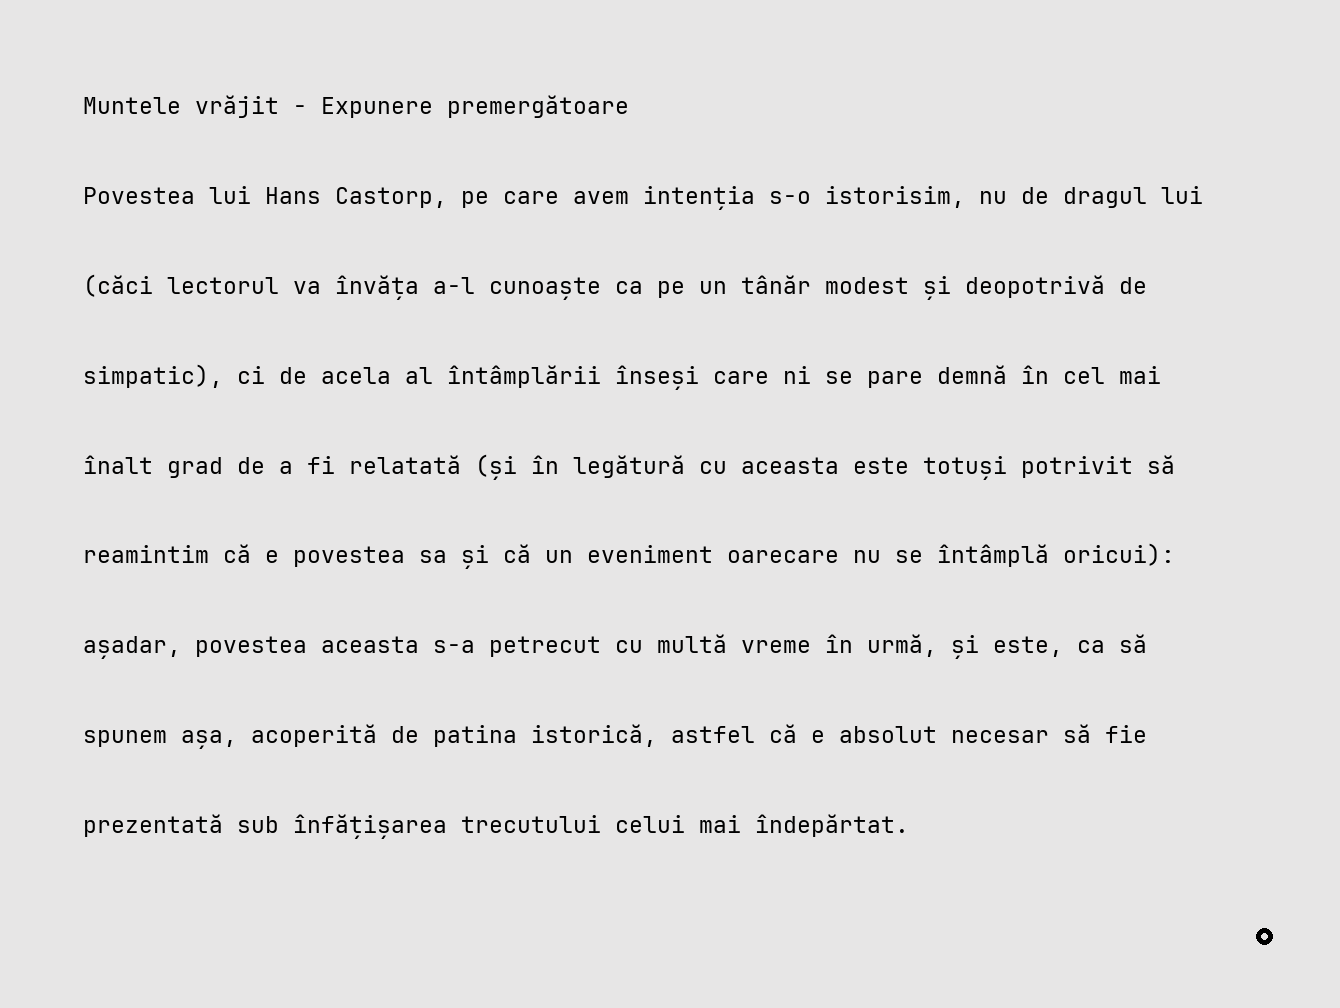 Muntele vrăjit - Expunere premergătoare
Povestea lui Hans Castorp, pe care avem intenția s-o istorisim, nu de dragul lui
(căci lectorul va învăța a-l cunoaște ca pe un tânăr modest și deopotrivă de
simpatic), ci de acela al întâmplării înseși care ni se pare demnă în cel mai
înalt grad de a fi relatată (și în legătură cu aceasta este totuși potrivit să
reamintim că e povestea sa și că un eveniment oarecare nu se întâmplă oricui):
așadar, povestea aceasta s-a petrecut cu multă vreme în urmă, și este, ca să
spunem așa, acoperită de patina istorică, astfel că e absolut necesar să fie
prezentată sub înfățișarea trecutului celui mai îndepărtat.